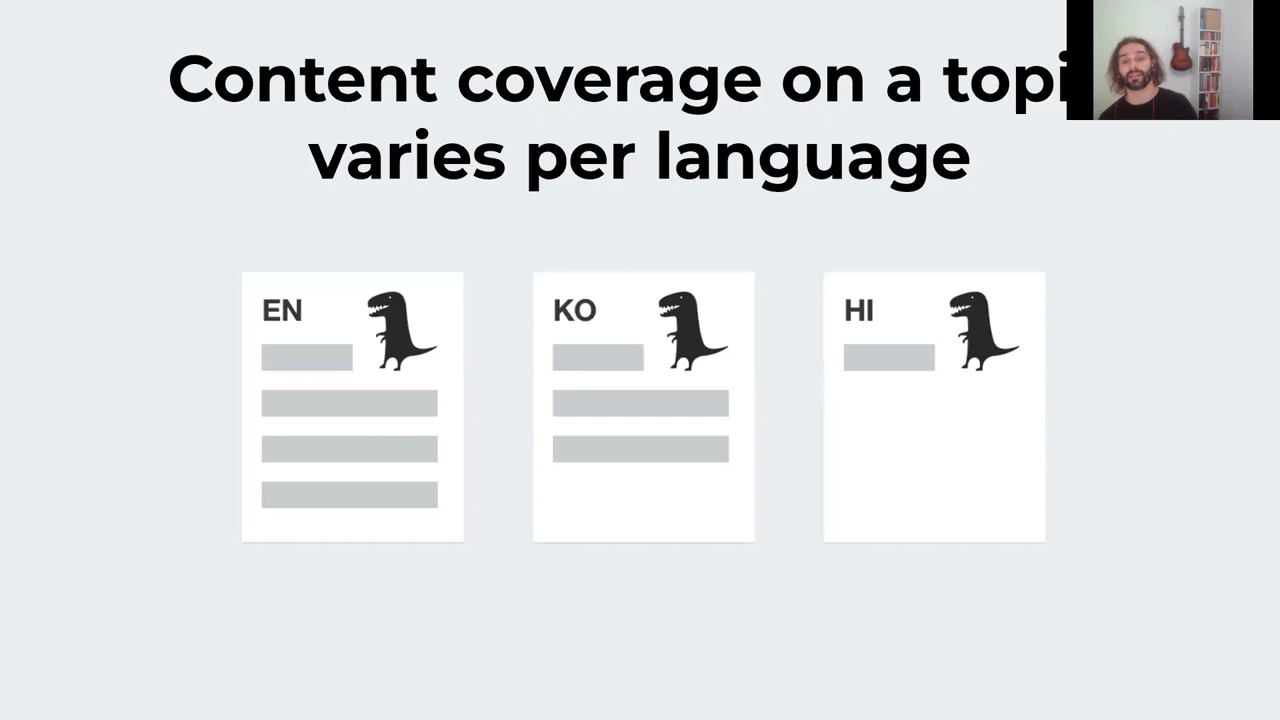 Content coverage on a topi
varies per language
EN
KO
HI